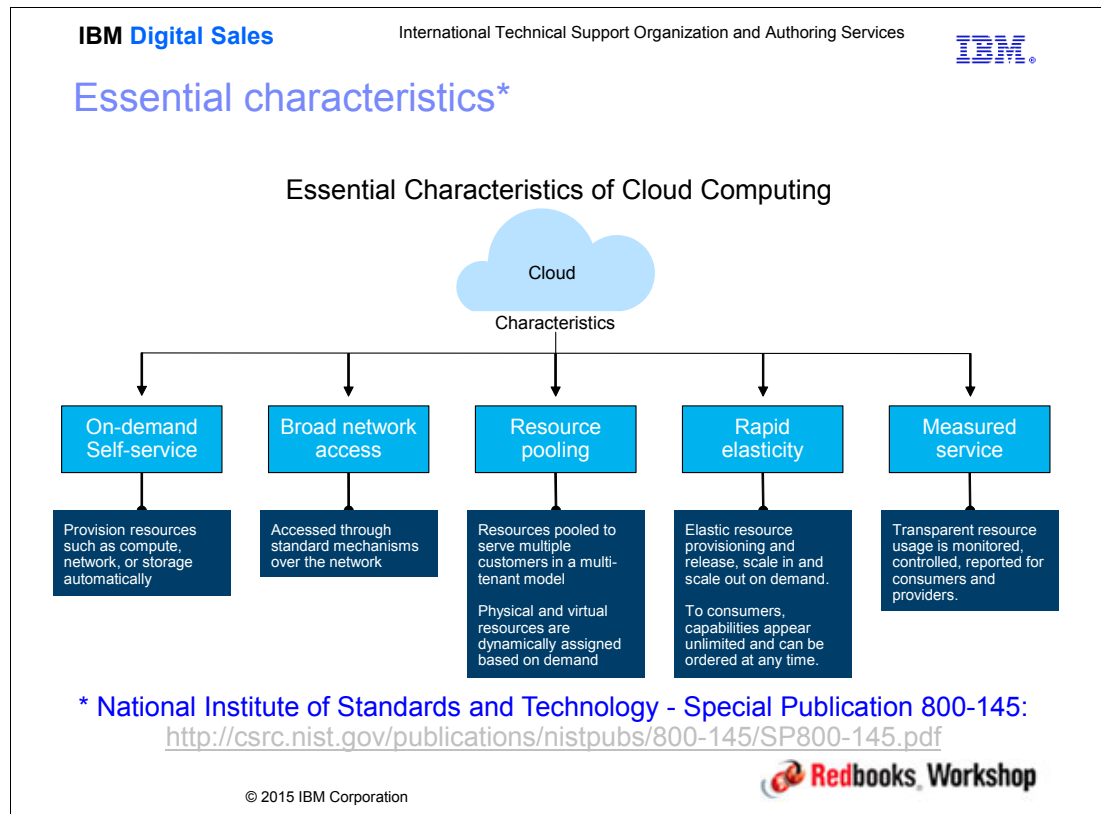 IBM Digital Sales
International Technical Support Organization and Authoring Services
IBM®
Essential characteristics*
Essential Characteristics of Cloud Computing
Cloud
Characteristics
On-demand
Self-service
Broad network
access
Resource
pooling
Rapid
elasticity
Measured
service
Provision resources
such as compute,
network, or storage
automatically
Accessed through
standard mechanisms
over the network
Resources pooled to
serve multiple
customers in a multi-
tenant model
Physical and virtual
resources are
dynamically assigned
based on demand
Elastic resource
provisioning and
release, scale in and
scale out on demand.
To consumers,
capabilities appear
unlimited and can be
ordered at any time.
Transparent resource
usage is monitored,
controlled, reported for
consumers and
providers.
* National Institute of Standards and Technology - Special Publication 800-145:
http://csrc.nist.gov/publications/nistpubs/800-145/SP800-145.pdf
© 2015 IBM Corporation
Redbooks® Workshop